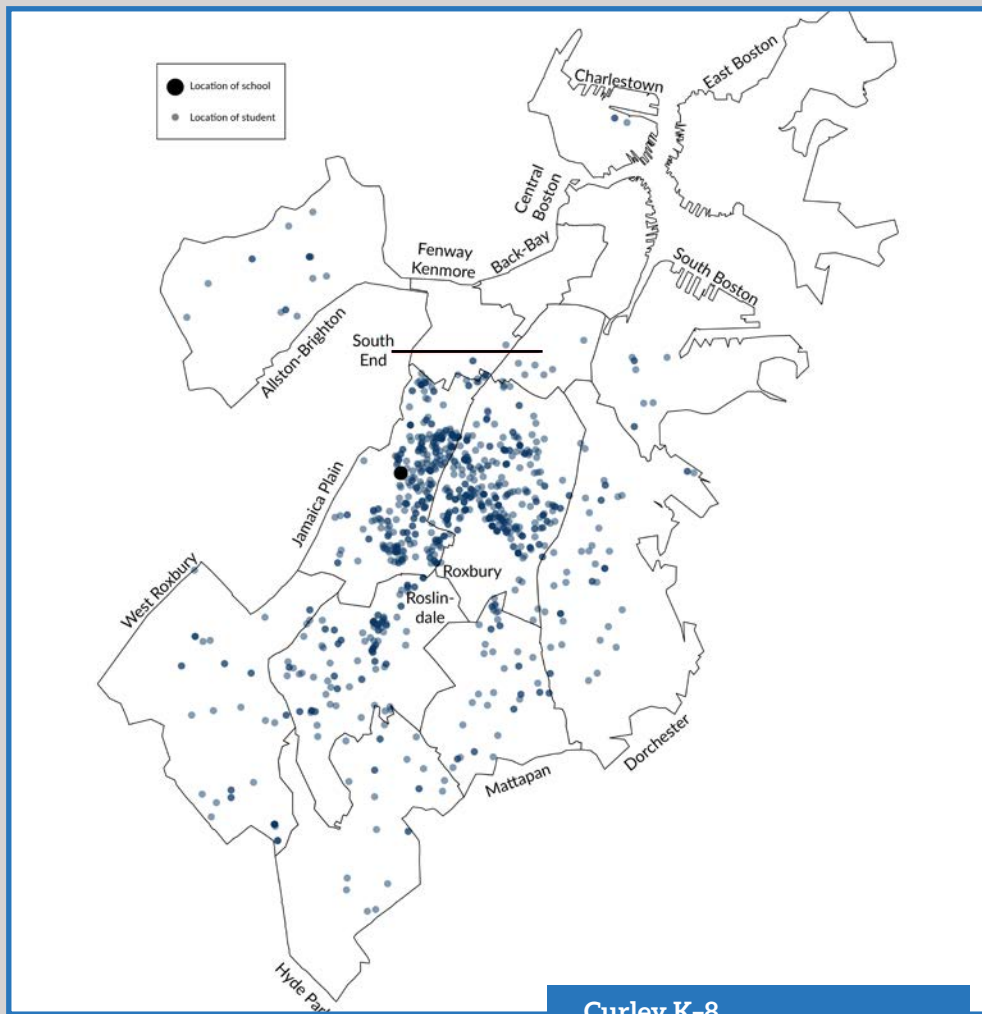 Location of school
Location of student
Charlestown
East Boston
Central
Boston
Fenway
Kenmore
Back-Bay
South Boston
South
End
Allston-Brighton
Jamaica Plain
West Roxbury
Roxbury
Roslin-
dale
Dorchester
Mattapan
Hyde Park
Curley K-8